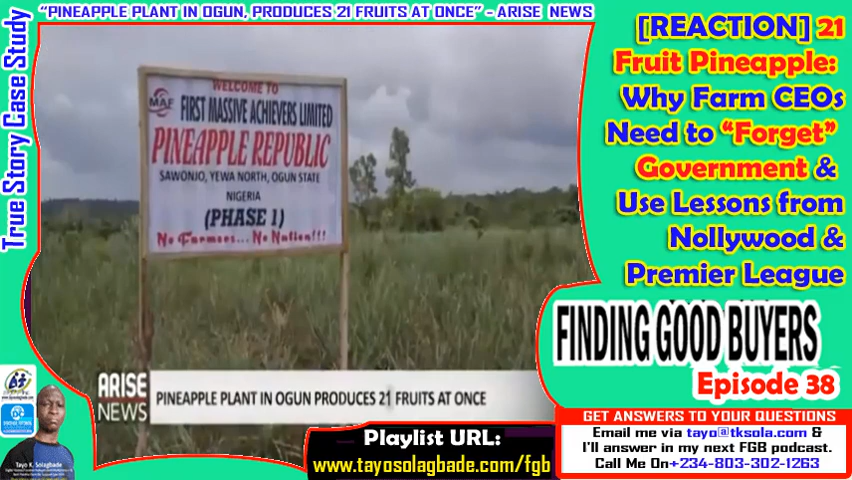 “PINEAPPLE PLANT IN OGUN, PRODUCES 21 FRUITS AT ONCE” - ARISE NEWS
True Story Case Study
[REACTION] 21
Fruit Pineapple:
Why Farm CEOs
Need to “Forget”
Government &
Use Lessons from
Nollywood &
Premier League
WELCOME TO
MAF
FIRST MASSIVE ACHIEVERS LIMITED
PINEAPPLE REPUBLIC
SAWONJO, YEWA NORTH, OGUN STATE
NIGERIA
(PHASE 1)
No Farmers... No Nation!!!
FINDING GOOD BUYERS
Episode 38
ARISE
NEWS
PINEAPPLE PLANT IN OGUN PRODUCES 21 FRUITS AT ONCE
GET ANSWERS TO YOUR QUESTIONS
Email me via tayo@tksola.com &
I'll answer in my next FGB podcast.
Call Me On+234-803-302-1263
Playlist URL:
www.tayosolagbade.com/fgb
Tayo K. Solagbade